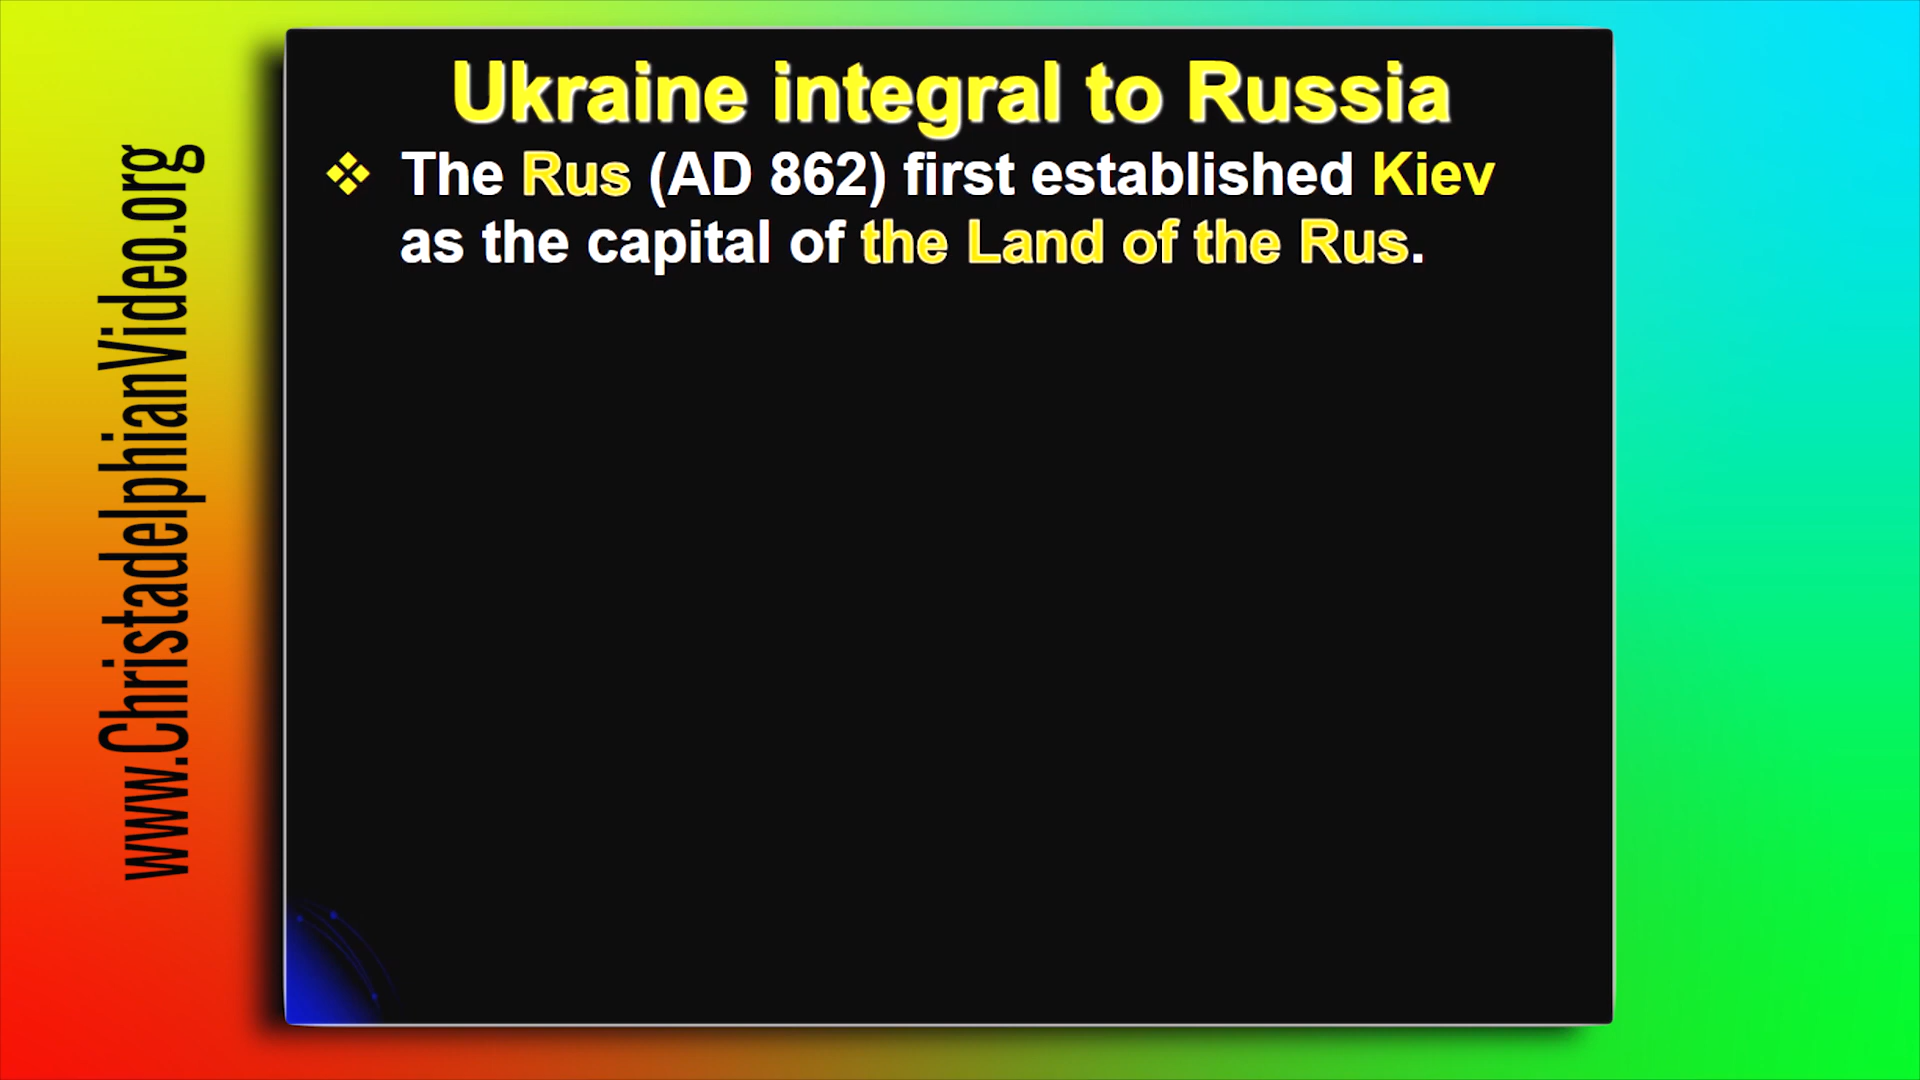 Ukraine integral to Russia
❖ The Rus (AD 862) first established Kiev
as the capital of the Land of the Rus.
www.ChristadelphianVideo.org